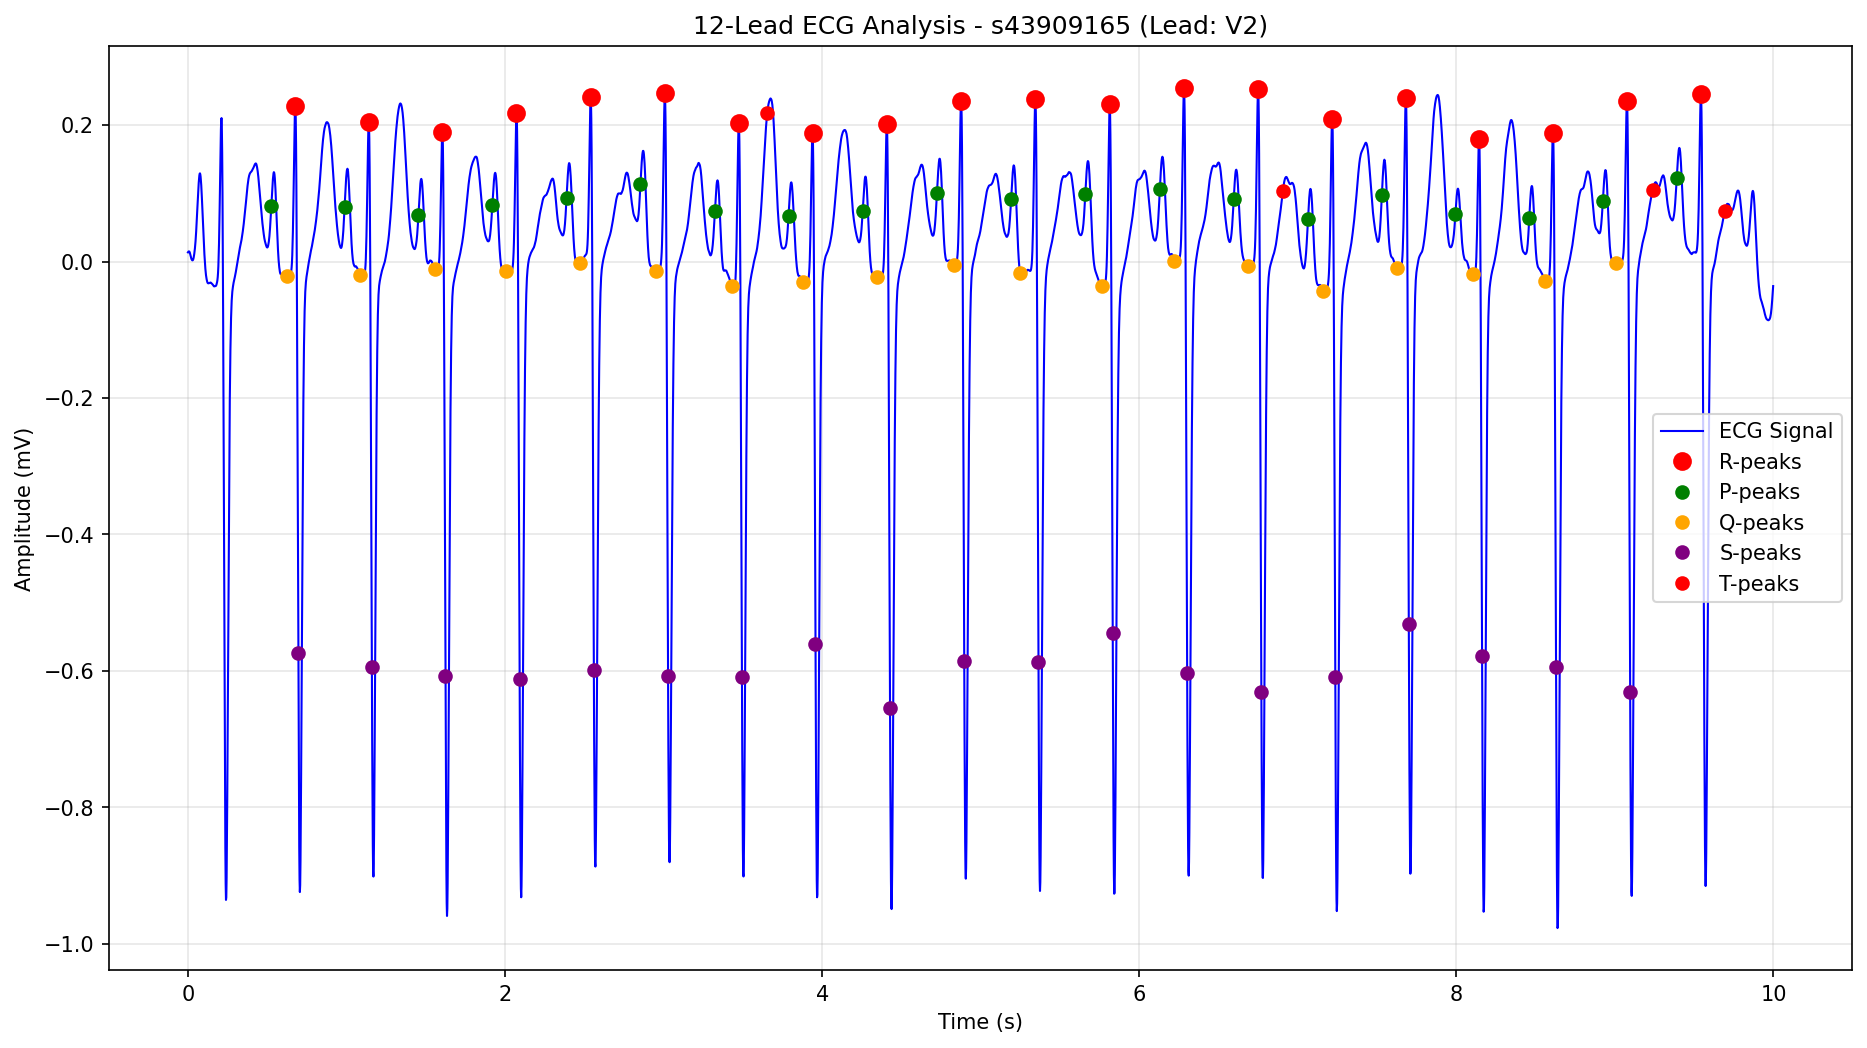 12-Lead ECG Analysis - s43909165 (Lead: V2)
Amplitude (mV)
0.2
0.0
−0.2
−0.4
−0.6
−0.8
−1.0
ECG Signal
R-peaks
P-peaks
Q-peaks
S-peaks
T-peaks
0 2 4 6 8 10
Time (s)